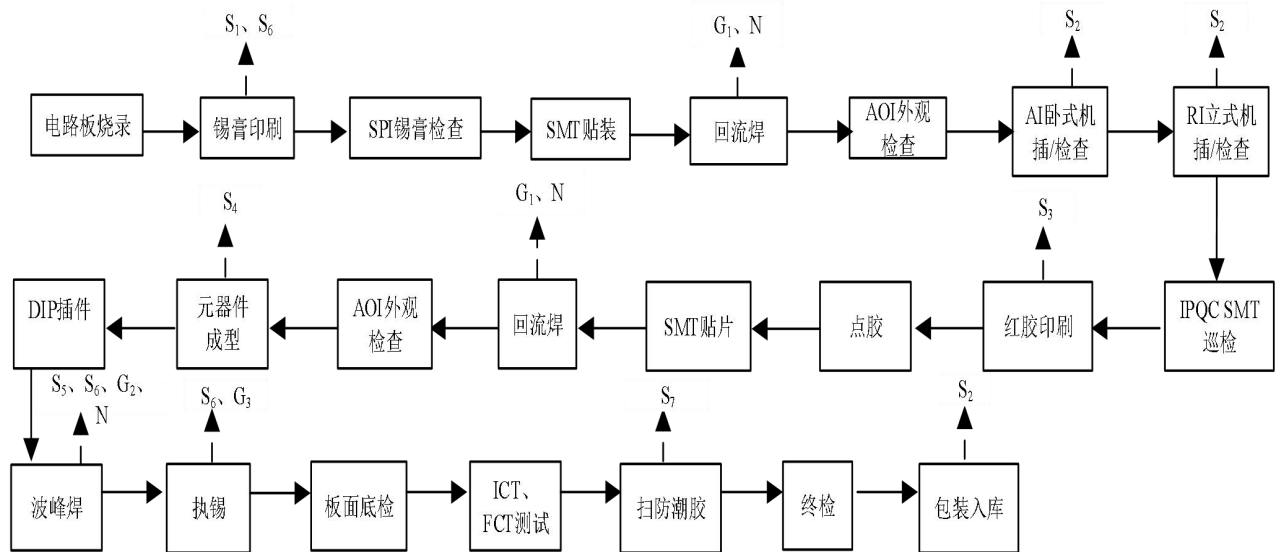 S₁、S₆
G₁、N
S₂
S₂
电路板烧录
锡膏印刷
SPI锡膏检查
SMT贴装
回流焊
AOI外观
检查
AI卧式机
插/检查
RI立式机
插/检查
S₄
G₁、N
S₃
DIP插件
元器件
成型
AOI外观
检查
回流焊
SMT贴片
点胶
红胶印刷
IPQC SMT
巡检
S₅、S₆、G₂、
N
S₆、G₃
S₇
S₂
波峰焊
执锡
板面底检
ICT、
FCT测试
扫防潮胶
终检
包装入库